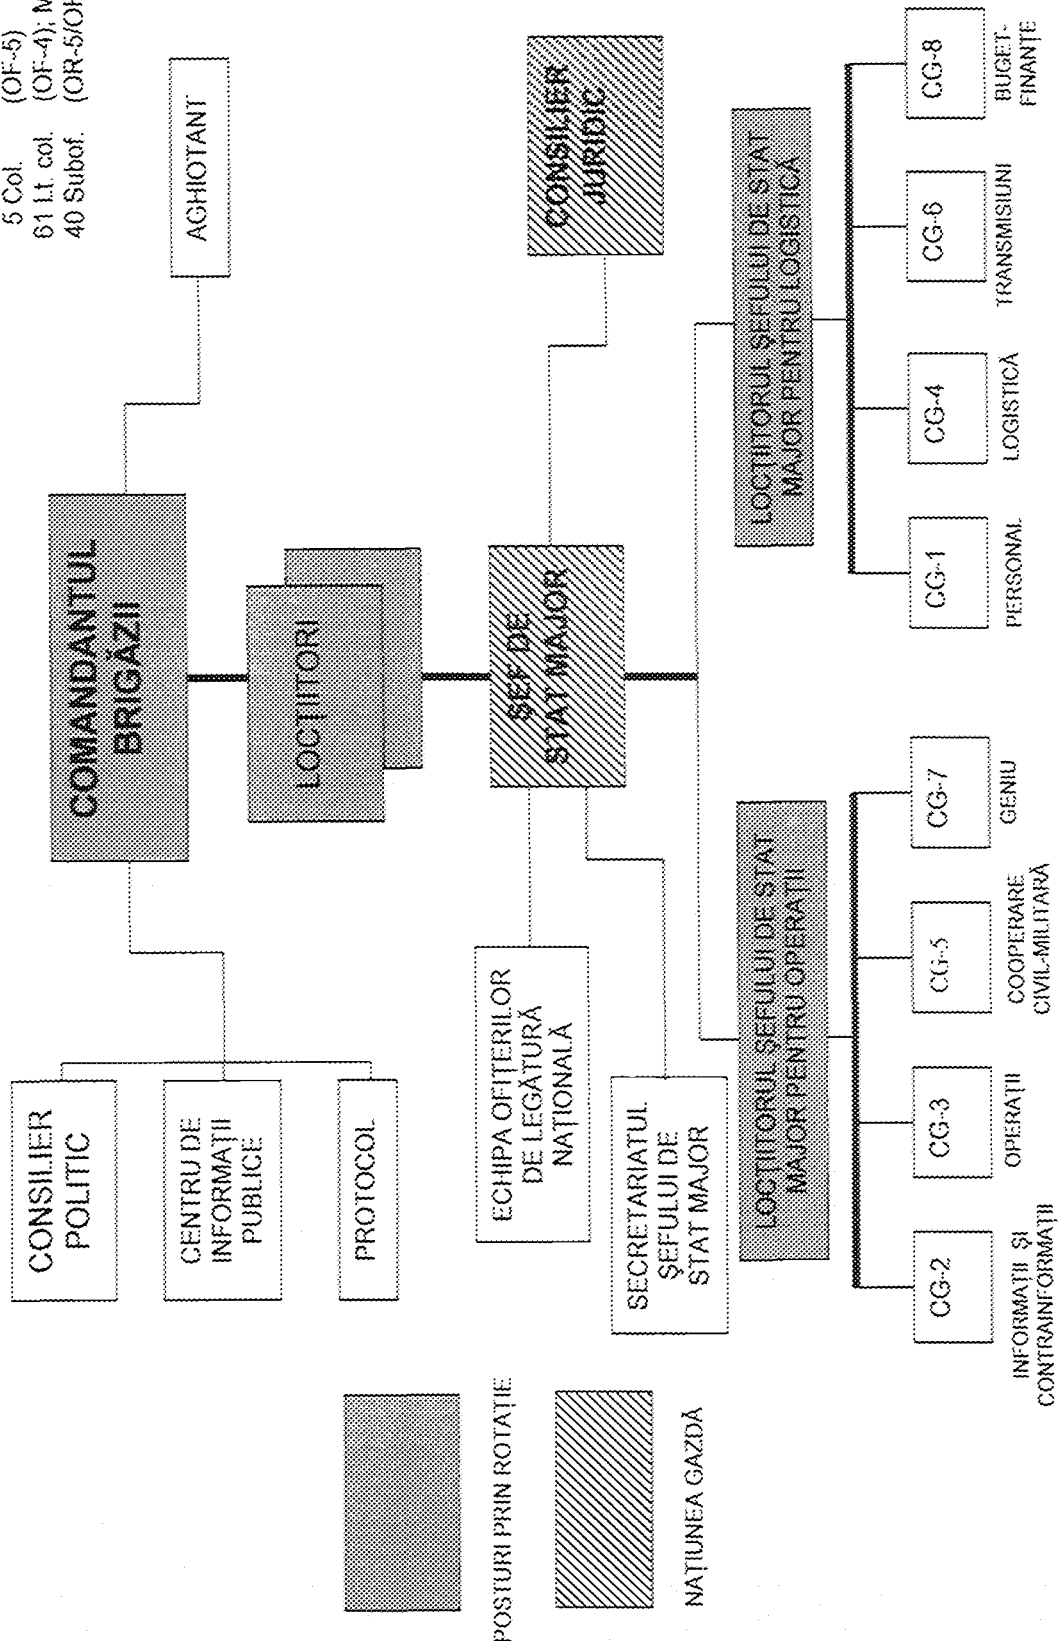 5 Col. (OF-5)
61 Lt. col. (OF-4); M
40 Subof. (OR-5/OR
COMANDANTUL
BRIGĂZII
AGHIOTANT
CONSILIER
POLITIC
CENTRU DE
INFORMAȚII
PUBLICE
PROTOCOL
LOCȚIITORI
ȘEF DE
STAT MAJOR
CONSILIER
JURIDIC
ECHIPA OFIȚERILOR
DE LEGĂTURĂ
NAȚIONALĂ
SECRETARIATUL
ȘEFULUI DE
STAT MAJOR
LOCȚIITORUL ȘEFULUI DE STAT
MAJOR PENTRU OPERAȚII
LOCȚIITORUL ȘEFULUI DE STAT
MAJOR PENTRU LOGISTICĂ
CG-2
INFORMAȚII ȘI
CONTRAINFORMAȚII
CG-3
OPERAȚII
CG-5
COOPERARE
CIVIL-MILITARĂ
CG-7
GENIU
CG-1
PERSONAL
CG-4
LOGISTICĂ
CG-6
TRANSMISIUNI
CG-8
BUGET-
FINANȚE
POSTURI PRIN ROTAȚIE
NAȚIUNEA GAZDĂ